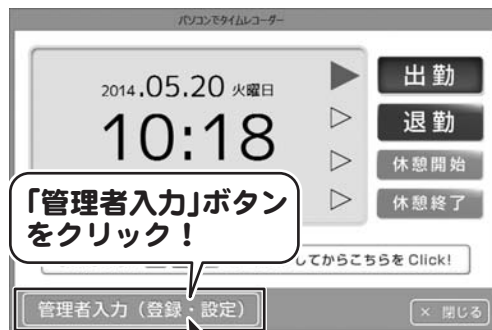 パソコンでタイムレコーダー
2014.05.20 火曜日
10:18
出勤
退勤
休憩開始
休憩終了
「管理者入力」ボタン
をクリック！
してからこちらを Click!
管理者入力（登録・設定）
× 閉じる